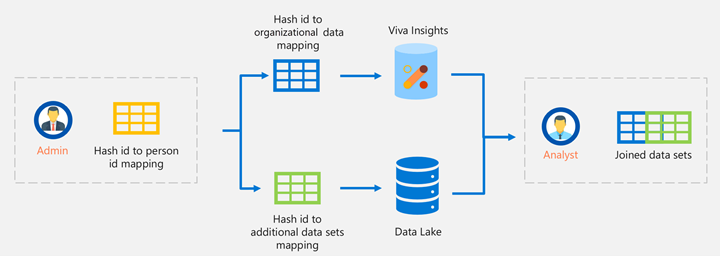 Hash id to
organizational data
mapping
Viva Insights
Admin
Hash id to person
id mapping
Analyst
Joined data sets
Hash id to
additional data sets
mapping
Data Lake